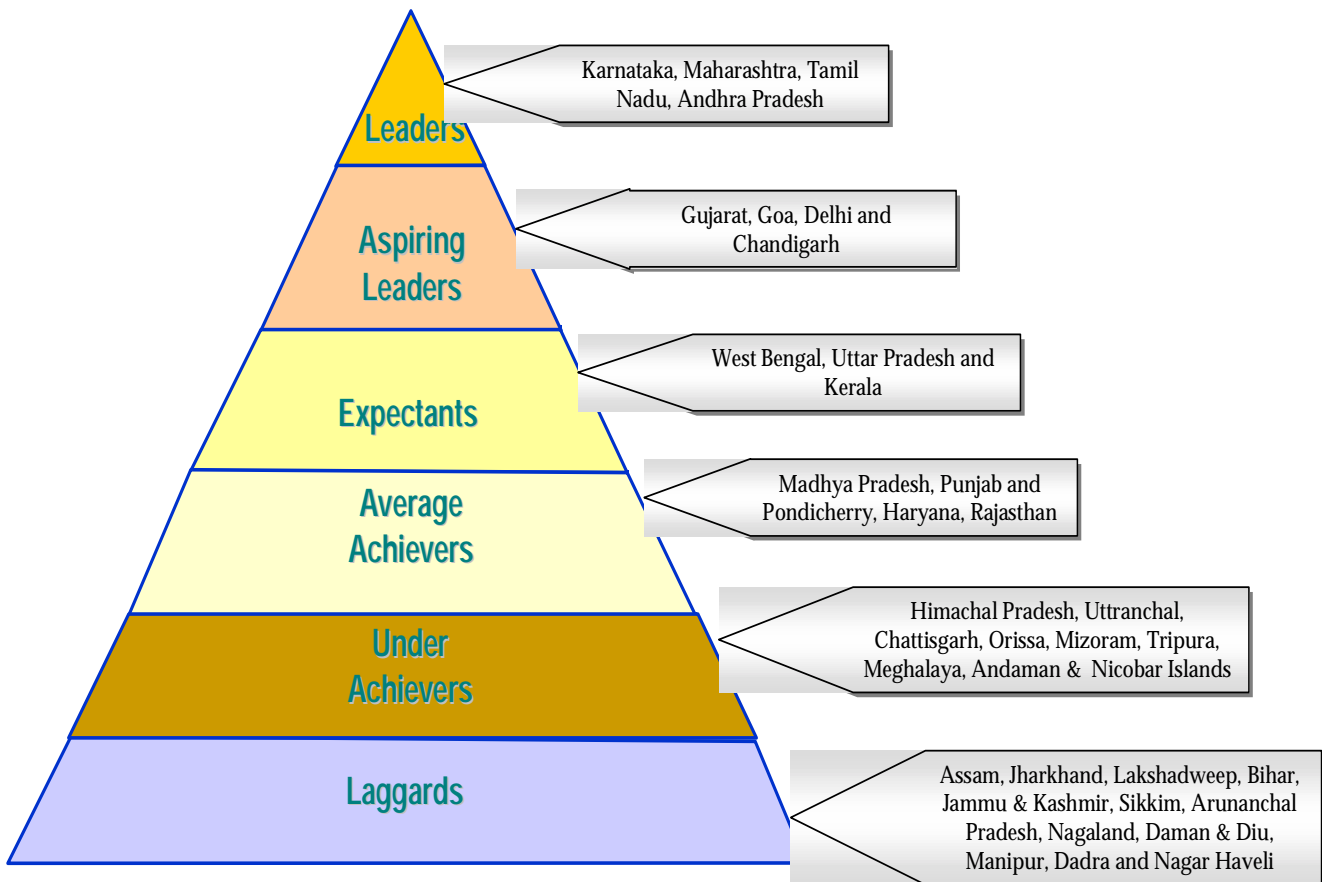 Leaders
Karnataka, Maharashtra, Tamil
Nadu, Andhra Pradesh
Aspiring
Leaders
Gujarat, Goa, Delhi and
Chandigarh
Expectants
West Bengal, Uttar Pradesh and
Kerala
Average
Achievers
Madhya Pradesh, Punjab and
Pondicherry, Haryana, Rajasthan
Under
Achievers
Himachal Pradesh, Uttranchal,
Chattisgarh, Orissa, Mizoram, Tripura,
Meghalaya, Andaman & Nicobar Islands
Laggards
Assam, Jharkhand, Lakshadweep, Bihar,
Jammu & Kashmir, Sikkim, Arunanchal
Pradesh, Nagaland, Daman & Diu,
Manipur, Dadra and Nagar Haveli